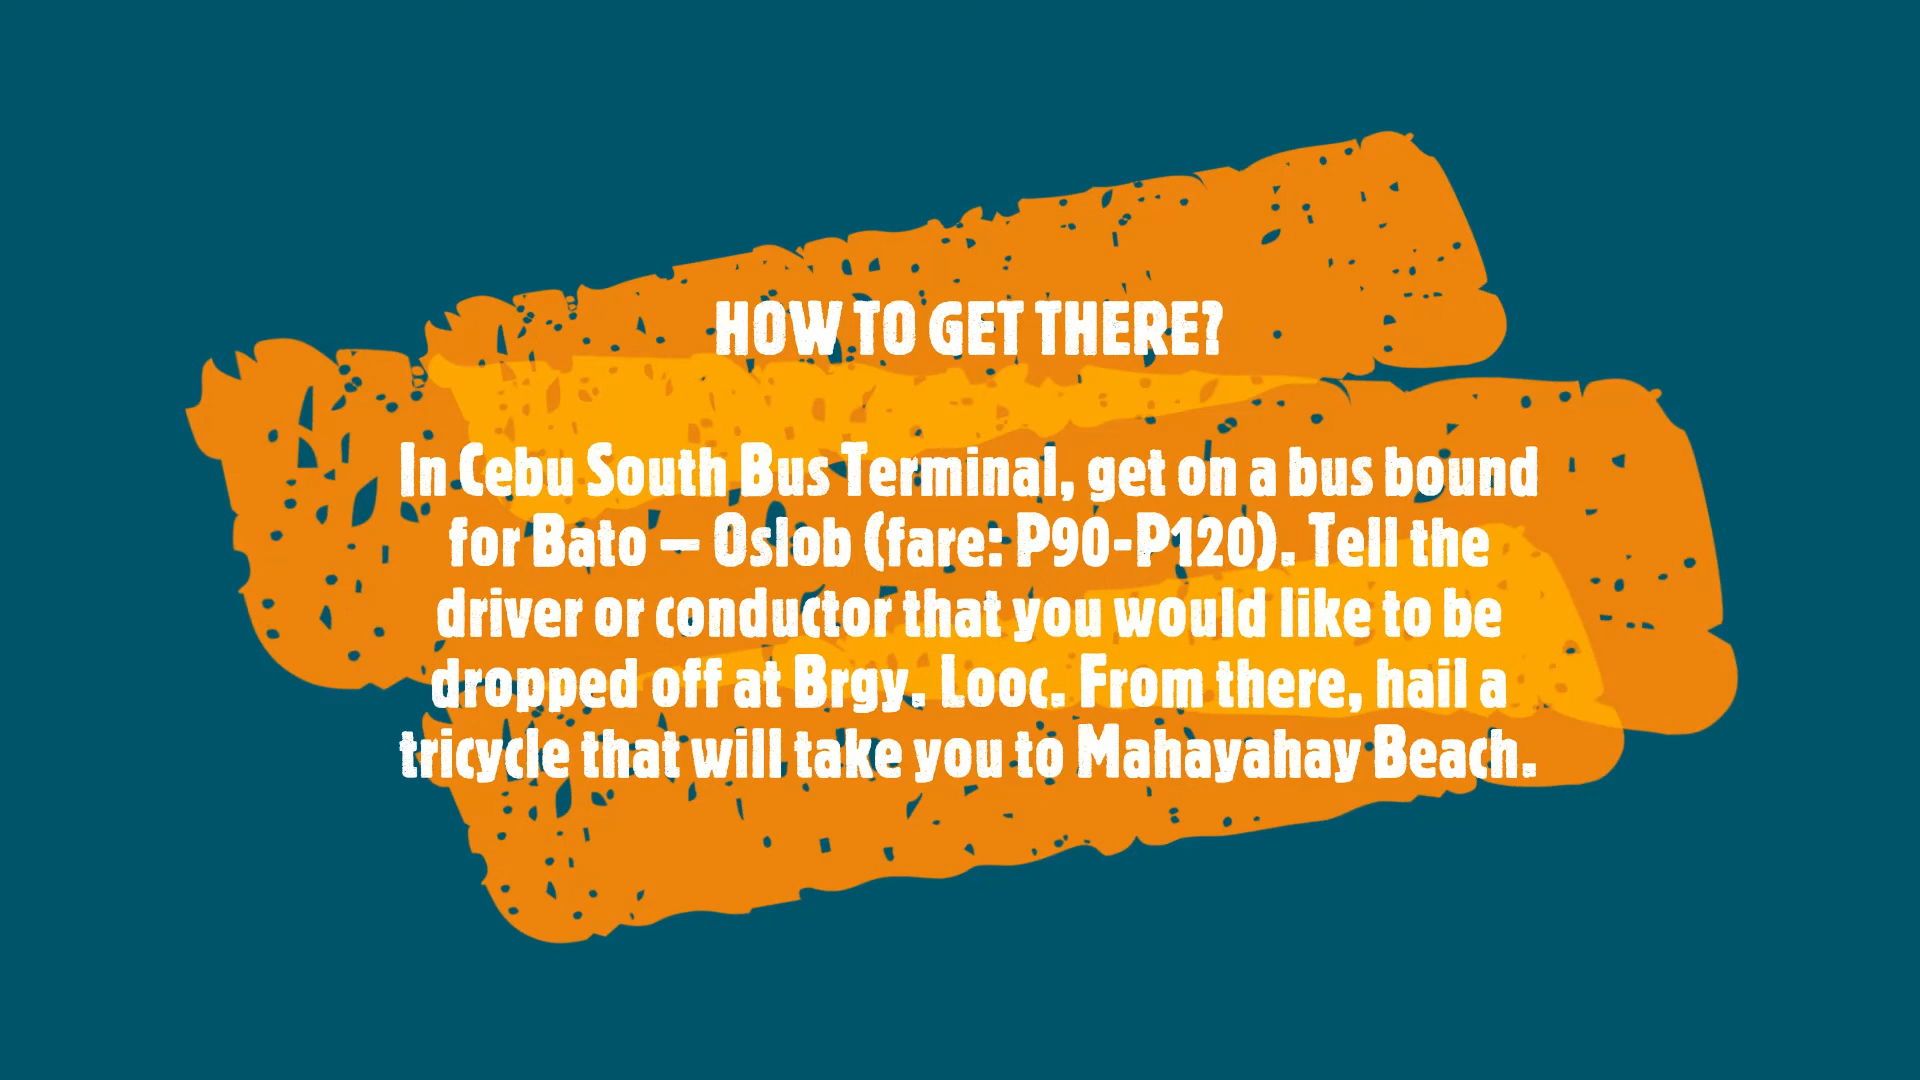 HOW TO GET THERE?
In Cebu South Bus Terminal, get on a bus bound
for Bato – Oslob (fare: P90-P120). Tell the
driver or conductor that you would like to be
dropped off at Brgy. Looc. From there, hail a
tricycle that will take you to Mahayahay Beach.